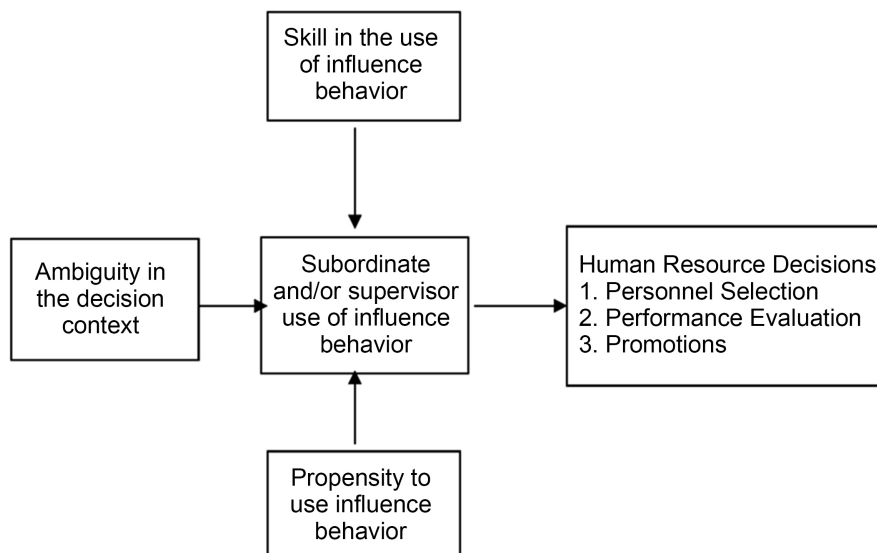 Skill in the use
of influence
behavior
Ambiguity in
the decision
context
Subordinate
and/or supervisor
use of influence
behavior
Human Resource Decisions
1. Personnel Selection
2. Performance Evaluation
3. Promotions
Propensity to
use influence
behavior